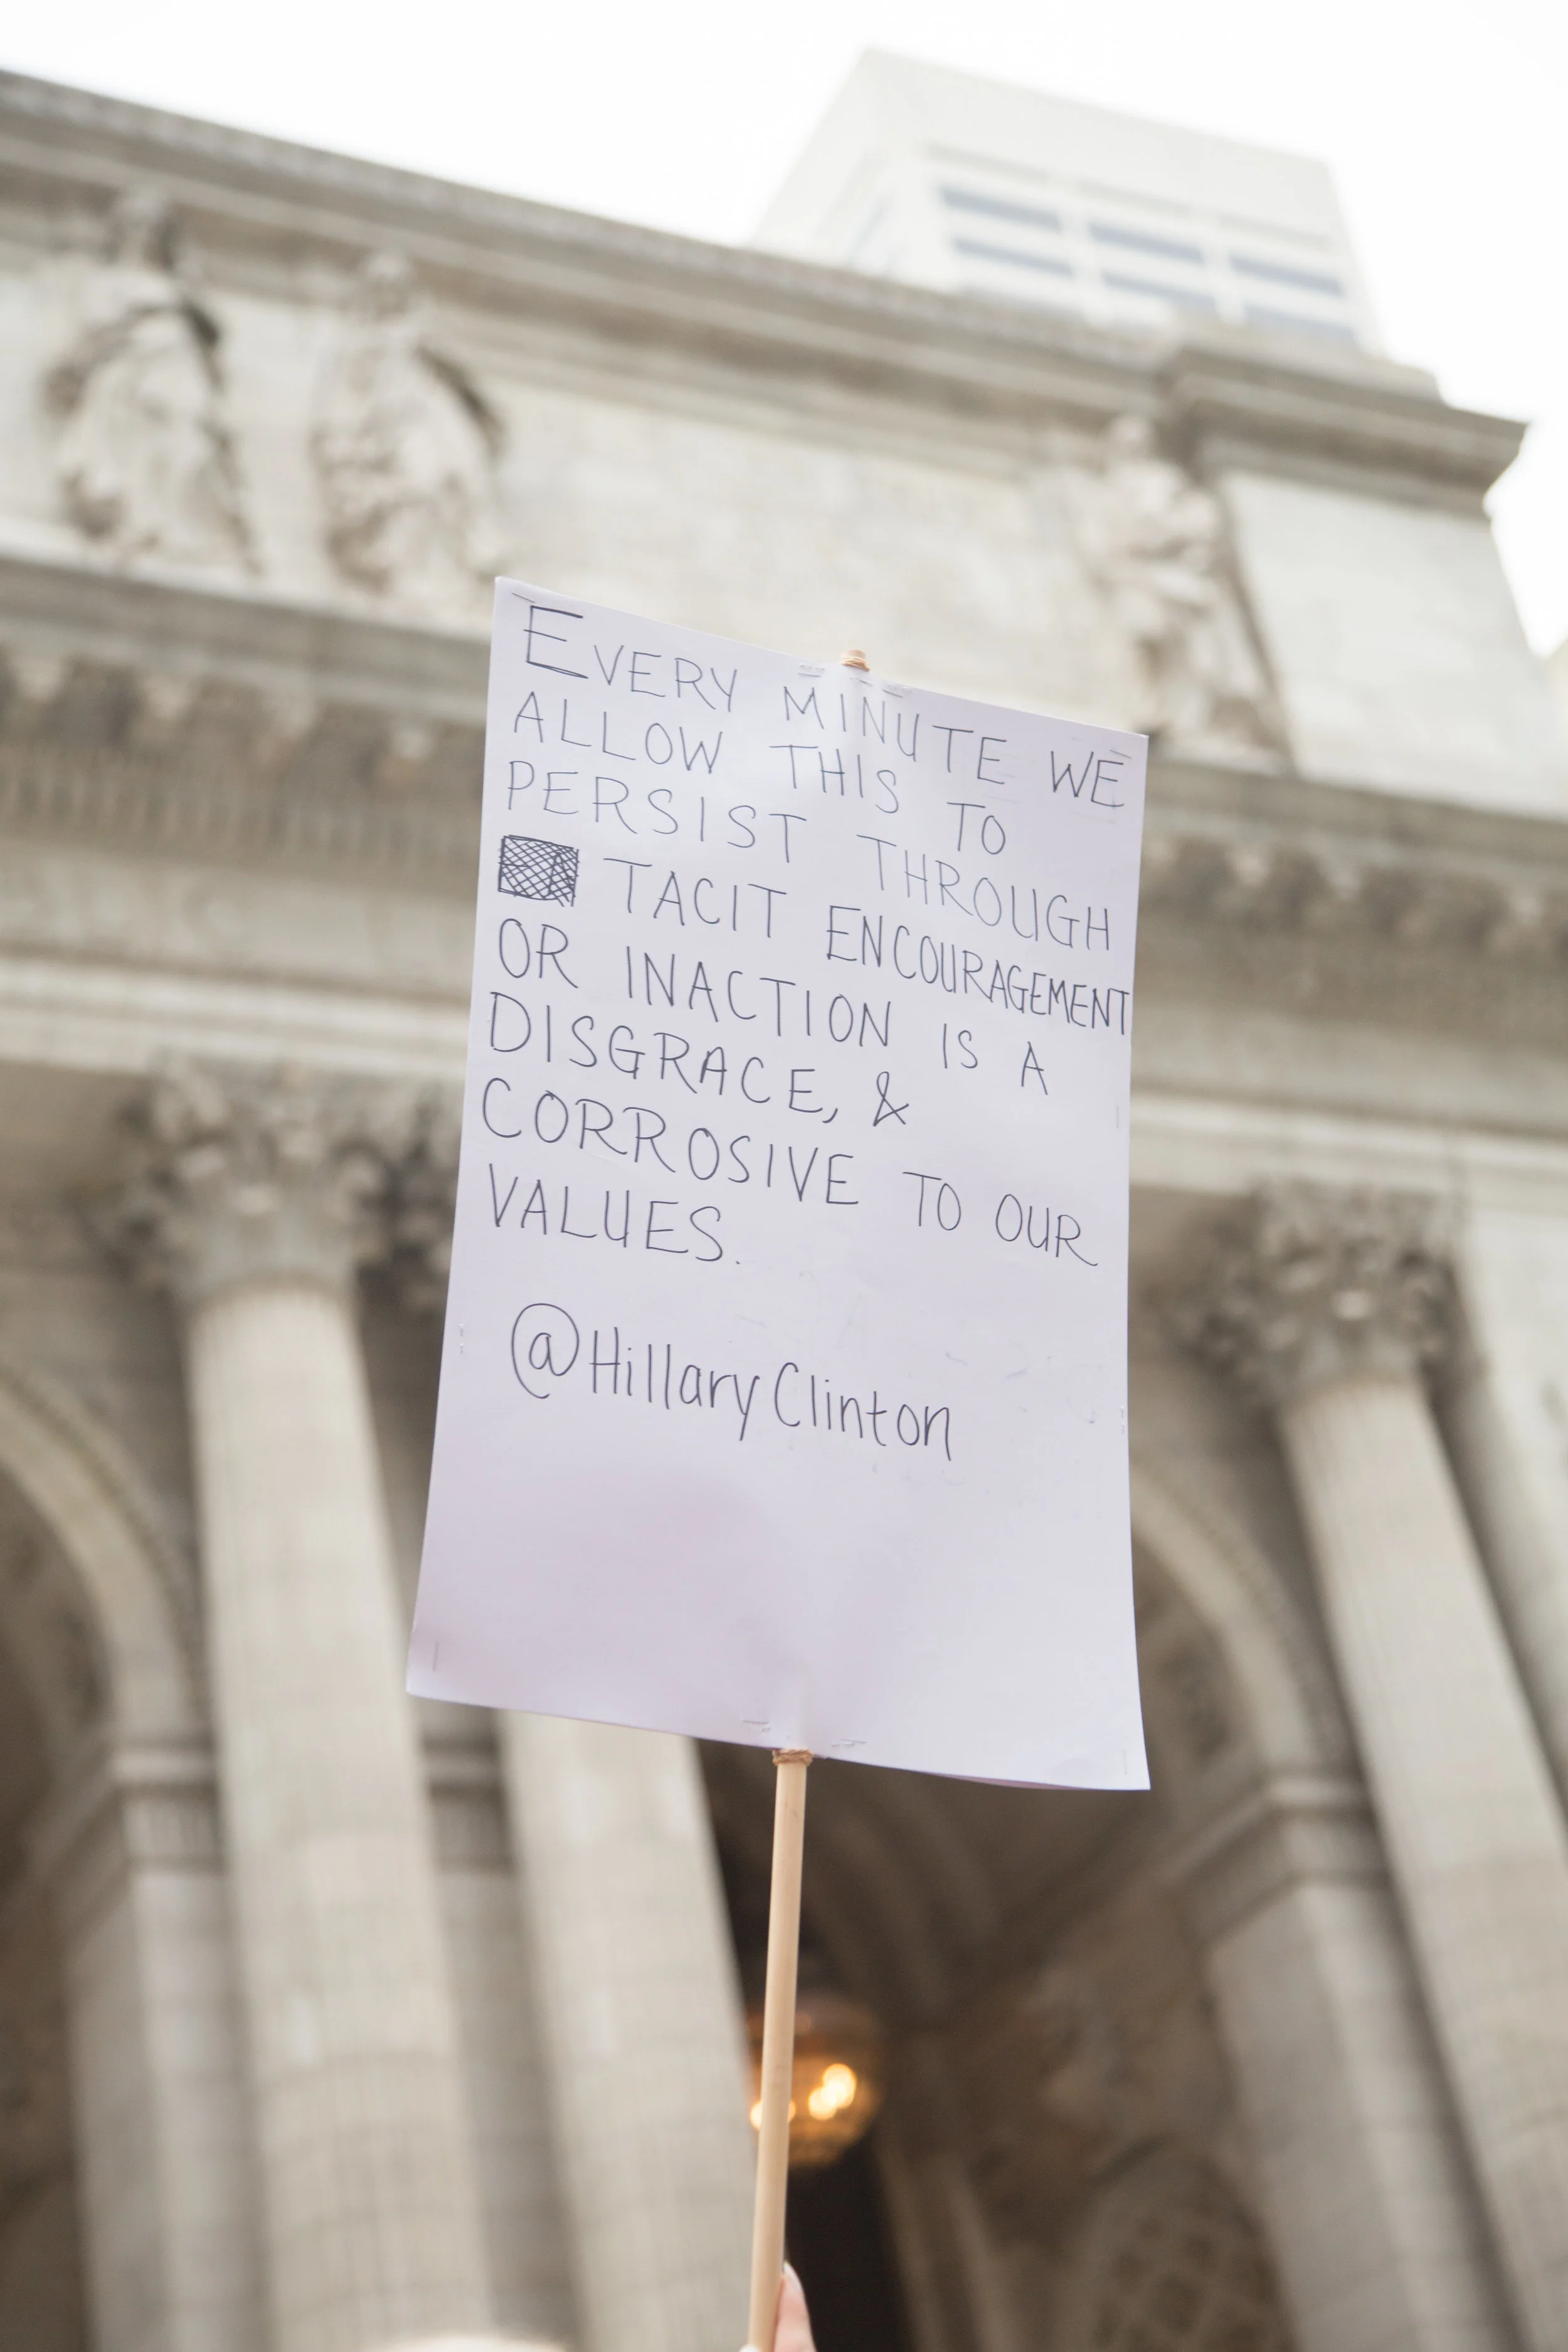 EVERY MINUTE WE
ALLOW THIS TO
PERSIST THROUGH
TACIT ENCOURAGEMENT
OR INACTION IS A
DISGRACE, &
CORROSIVE TO OUR
VALUES.
@HillaryClinton